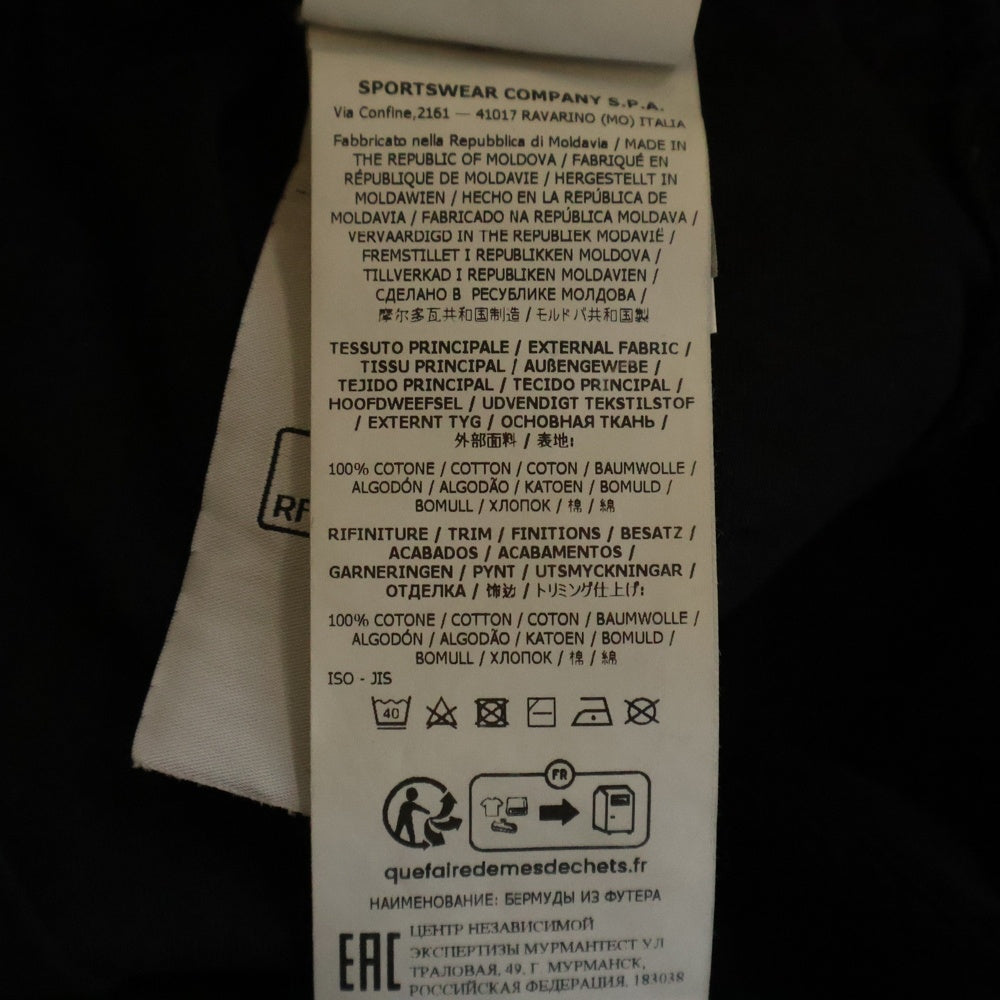 SPORTSWEAR COMPANY S.P.A.
Via Confine,2161 — 41017 RAVARINO (MO) ITALIA
Fabbricato nella Repubblica di Moldavia / MADE IN
THE REPUBLIC OF MOLDOVA / FABRIQUÉ EN
RÉPUBLIQUE DE MOLDAVIE / HERGESTELLT IN
MOLDAWIEN / HECHO EN LA REPÚBLICA DE
MOLDAVIA / FABRICADO NA REPÚBLICA MOLDAVA /
VERVAARDIGD IN THE REPUBLIEK MODAVIË /
FREMSTILLET I REPUBLIKKEN MOLDOVA /
TILLVERKAD I REPUBLIKEN MOLDAVIEN /
СДЕЛАНО В РЕСУБЛИКЕ МОЛДОВА /
摩尔多瓦共和国制造 / モルドバ共和国製
TESSUTO PRINCIPALE / EXTERNAL FABRIC /
TISSU PRINCIPAL / AUßENGEWEBE /
TEJIDO PRINCIPAL / TECIDO PRINCIPAL /
HOOFDWEEFSEL / UDVENDIGT TEKSTILSTOF
/ EXTERNT TYG / ОСНОВНАЯ ТКАНЬ /
外部面料 / 表地:
100% COTONE / COTTON / COTON / BAUMWOLLE /
ALGODÓN / ALGODÃO / KATOEN / BOMULD /
BOMULL / ХЛОПОК / 棉 / 綿
RIFINITURE / TRIM / FINITIONS / BESATZ /
ACABADOS / ACABAMENTOS /
GARNERINGEN / PYNT / UTSMYCKNINGAR /
ОТДЕЛКА / 饰边 / トリミング仕上げ:
100% COTONE / COTTON / COTON / BAUMWOLLE /
ALGODÓN / ALGODÃO / KATOEN / BOMULD /
BOMULL / ХЛОПОК / 棉 / 綿
ISO - JIS
40
FR
quefairedemesdechets.fr
НАИМЕНОВАНИЕ: БЕРМУДЫ ИЗ ФУТЕРА
EAC
ЦЕНТР НЕЗАВИСИМОЙ
ЭКСПЕРТИЗЫ МУРМАНТЕСТ УЛ
ТРАЛОВАЯ, 49, Г. МУРМАНСК,
РОССИЙСКАЯ ФЕДЕРАЦИЯ, 183038